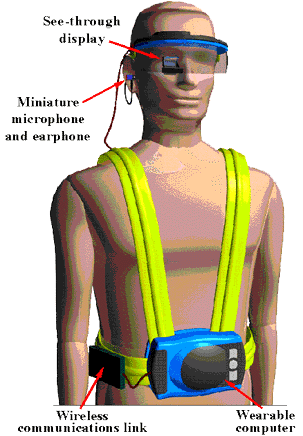 See-through
display
Miniature
microphone
and earphone
Wireless
communications link
Wearable
computer